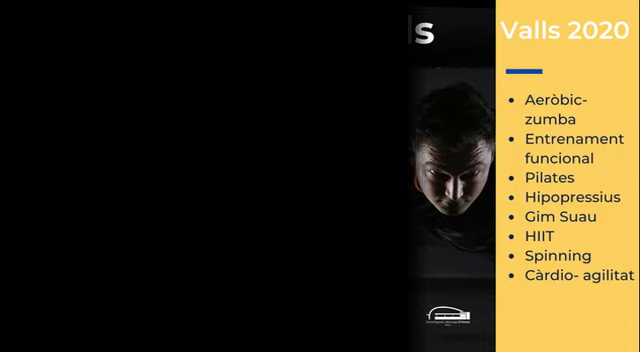 s
Valls 2020
Aeròbic-
zumba
Entrenament
funcional
Pilates
Hipopressius
Gim Suau
HIIT
Spinning
Càrdio- agilitat